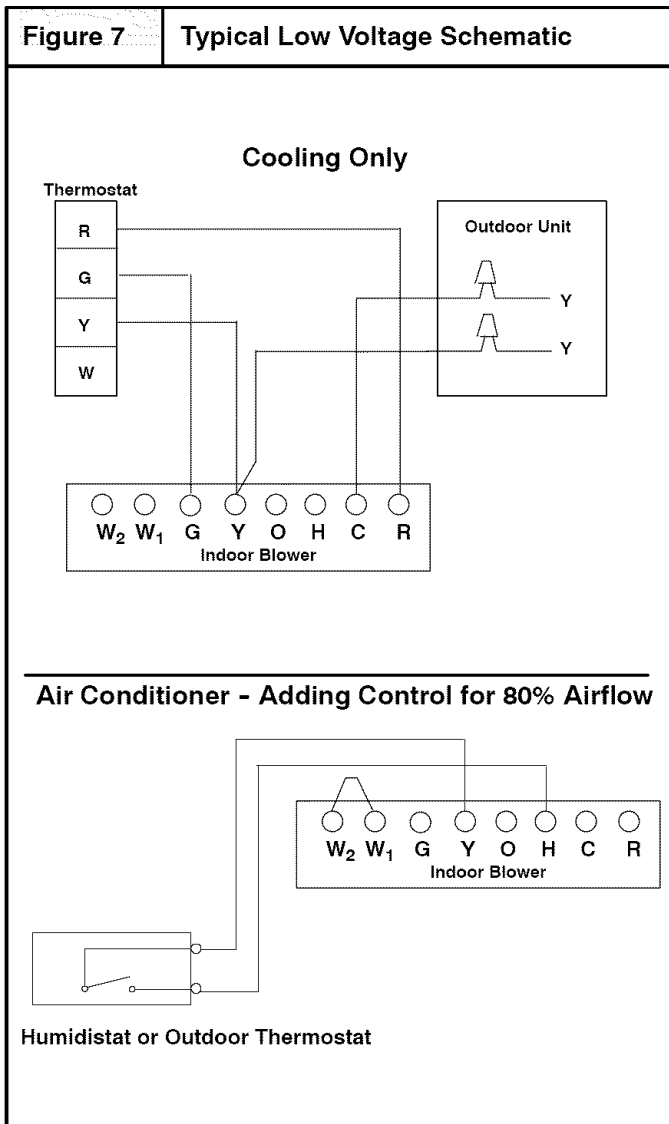 Figure 7 Typical Low Voltage Schematic
Cooling Only
Thermostat
R
G
Y
W
Outdoor Unit
Y
Y
W2 W1 G Y O H C R
Indoor Blower
Air Conditioner - Adding Control for 80% Airflow
W2 W1 G Y O H C R
Indoor Blower
Humidistat or Outdoor Thermostat